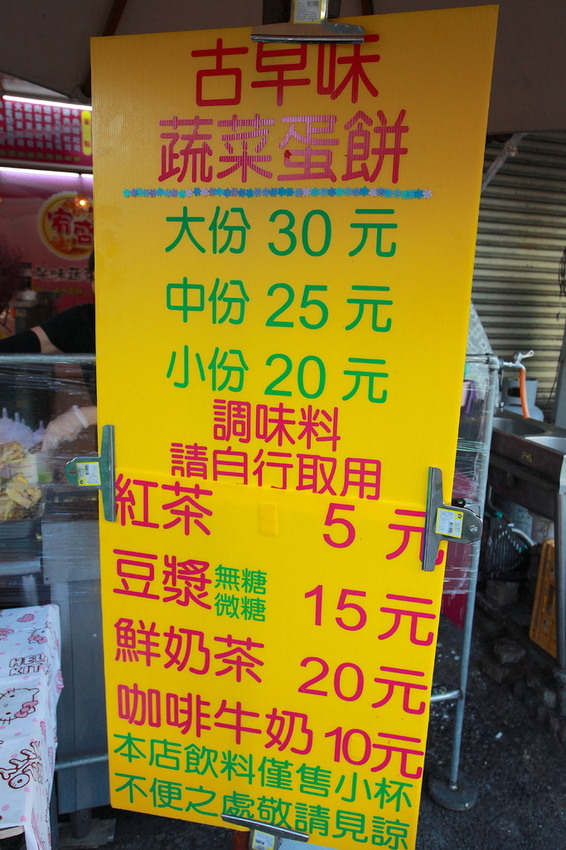 古早味
蔬菜蛋餅
大份 30 元
中份 25 元
小份 20 元
調味料
請自行取用
紅茶 5 元
豆漿 無糖 微糖 15 元
鮮奶茶 20 元
咖啡牛奶 10元
本店飲料僅售小杯
不便之處敬請見諒
HELLO
KITTY